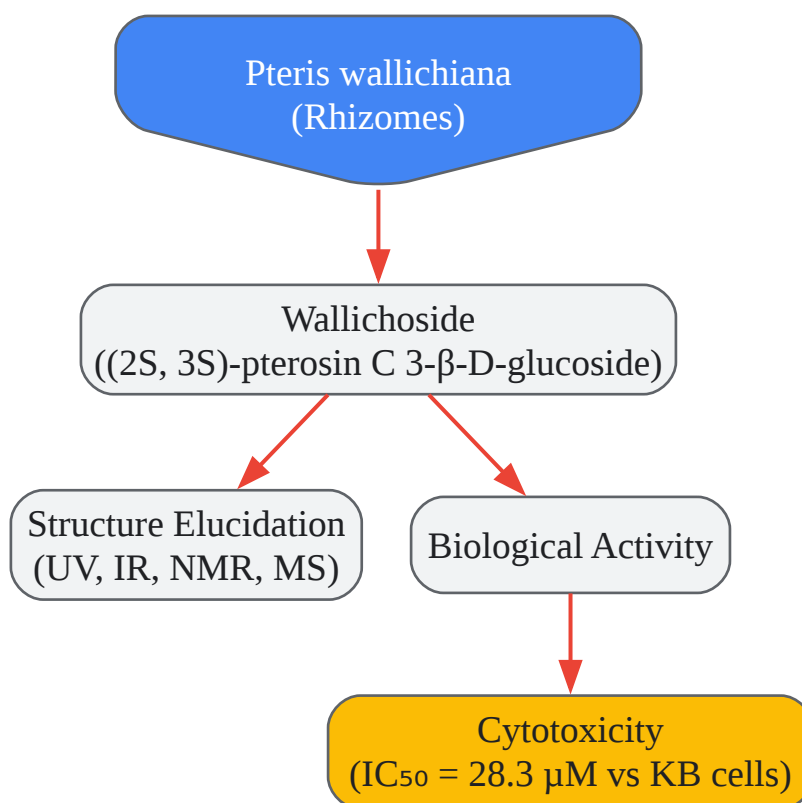 Pteris wallichiana
(Rhizomes)
Wallichoside
((2S, 3S)-pterosin C 3-β-D-glucoside)
Structure Elucidation
(UV, IR, NMR, MS)
Biological Activity
Cytotoxicity
(IC₅₀ = 28.3 µM vs KB cells)